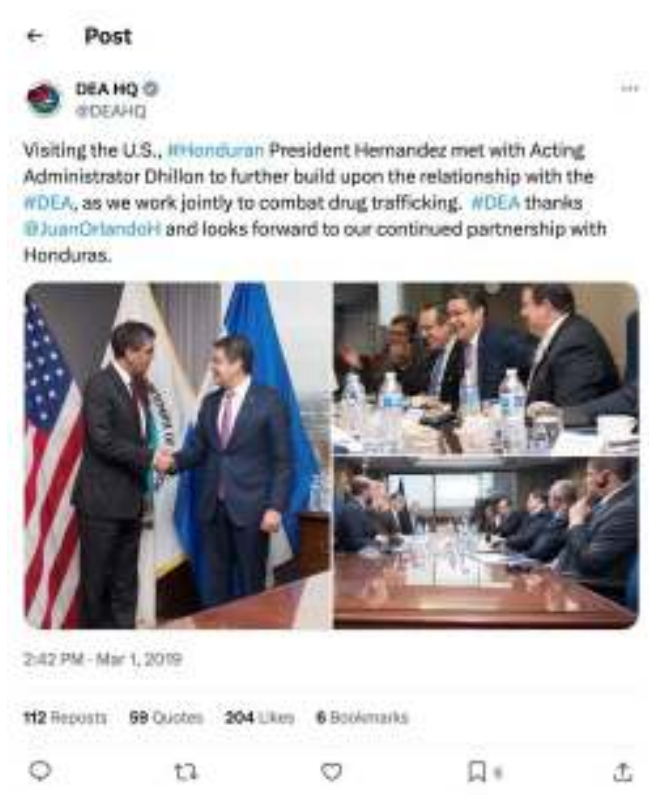 Post
DEA HQ
@DEAHQ
Visiting the U.S., #Honduran President Hernandez met with Acting
Administrator Dhillon to further build upon the relationship with the
#DEA, as we work jointly to combat drug trafficking. #DEA thanks
@JuanOrlandoH and looks forward to our continued partnership with
Honduras.
2:42 PM · Mar 1, 2019
112 Reposts 59 Quotes 204 Likes 6 Bookmarks
6